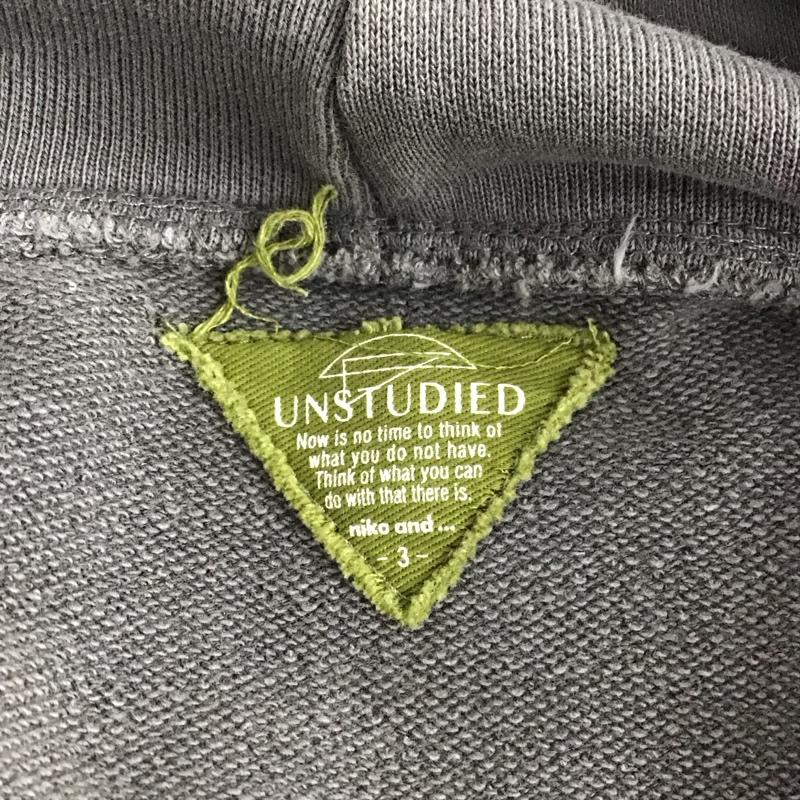 UNSTUDIED
Now is no time to think of
what you do not have.
Think of what you can
do with that there is.
niko and ...
- 3 -